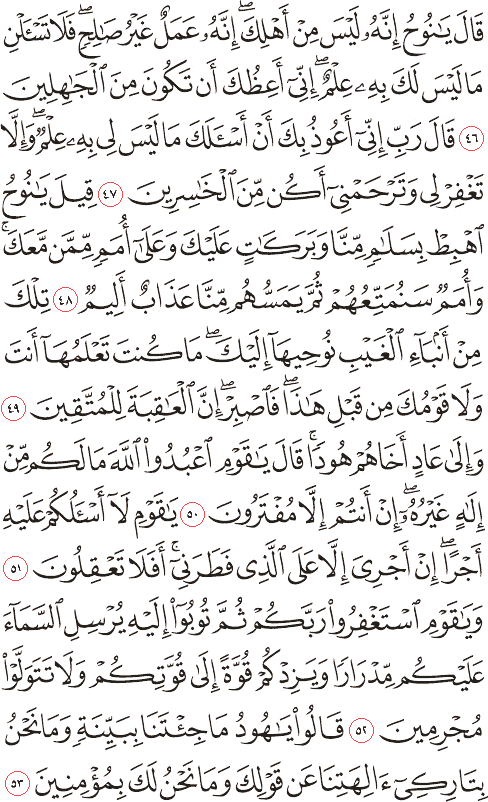 قَالَ يَٰنُوحُ إِنَّهُۥ لَيْسَ مِنْ أَهْلِكَ ۖ إِنَّهُۥ عَمَلٌ غَيْرُ صَٰلِحٍ ۖ فَلَا تَسْـَٔلْنِ
مَا لَيْسَ لَكَ بِهِۦ عِلْمٌ ۖ إِنِّىٓ أَعِظُكَ أَن تَكُونَ مِنَ ٱلْجَٰهِلِينَ
٤٦ قَالَ رَبِّ إِنِّىٓ أَعُوذُ بِكَ أَنْ أَسْـَٔلَكَ مَا لَيْسَ لِى بِهِۦ عِلْمٌ ۖ وَإِلَّا
تَغْفِرْ لِى وَتَرْحَمْنِىٓ أَكُن مِّنَ ٱلْخَٰسِرِينَ ٤٧ قِيلَ يَٰنُوحُ
ٱهْبِطْ بِسَلَٰمٍ مِّنَّا وَبَرَكَٰتٍ عَلَيْكَ وَعَلَىٰٓ أُمَمٍ مِّمَّن مَّعَكَ ۚ
وَأُمَمٌ سَنُمَتِّعُهُمْ ثُمَّ يَمَسُّهُم مِّنَّا عَذَابٌ أَلِيمٌ ٤٨ تِلْكَ
مِنْ أَنۢبَآءِ ٱلْغَيْبِ نُوحِيهَآ إِلَيْكَ ۖ مَا كُنتَ تَعْلَمُهَآ أَنتَ
وَلَا قَوْمُكَ مِن قَبْلِ هَٰذَا ۖ فَٱصْبِرْ ۖ إِنَّ ٱلْعَٰقِبَةَ لِلْمُتَّقِينَ ٤٩
وَإِلَىٰ عَادٍ أَخَاهُمْ هُودًا ۚ قَالَ يَٰقَوْمِ ٱعْبُدُوا۟ ٱللَّهَ مَا لَكُم مِّنْ
إِلَٰهٍ غَيْرُهُۥٓ ۖ إِنْ أَنتُمْ إِلَّا مُفْتَرُونَ ٥٠ يَٰقَوْمِ لَآ أَسْـَٔلُكُمْ عَلَيْهِ
أَجْرًا ۖ إِنْ أَجْرِىَ إِلَّا عَلَى ٱلَّذِى فَطَرَنِىٓ ۚ أَفَلَا تَعْقِلُونَ ٥١
وَيَٰقَوْمِ ٱسْتَغْفِرُوا۟ رَبَّكُمْ ثُمَّ تُوبُوٓا۟ إِلَيْهِ يُرْسِلِ ٱلسَّمَآءَ
عَلَيْكُم مِّدْرَارًا وَيَزِدْكُمْ قُوَّةً إِلَىٰ قُوَّتِكُمْ وَلَا تَتَوَلَّوْا۟
مُجْرِمِينَ ٥٢ قَالُوا۟ يَٰهُودُ مَا جِئْتَنَا بِبَيِّنَةٍ وَمَا نَحْنُ
بِتَارِكِىٓ ءَالِهَتِنَا عَن قَوْلِكَ وَمَا نَحْنُ لَكَ بِمُؤْمِنِينَ ٥٣